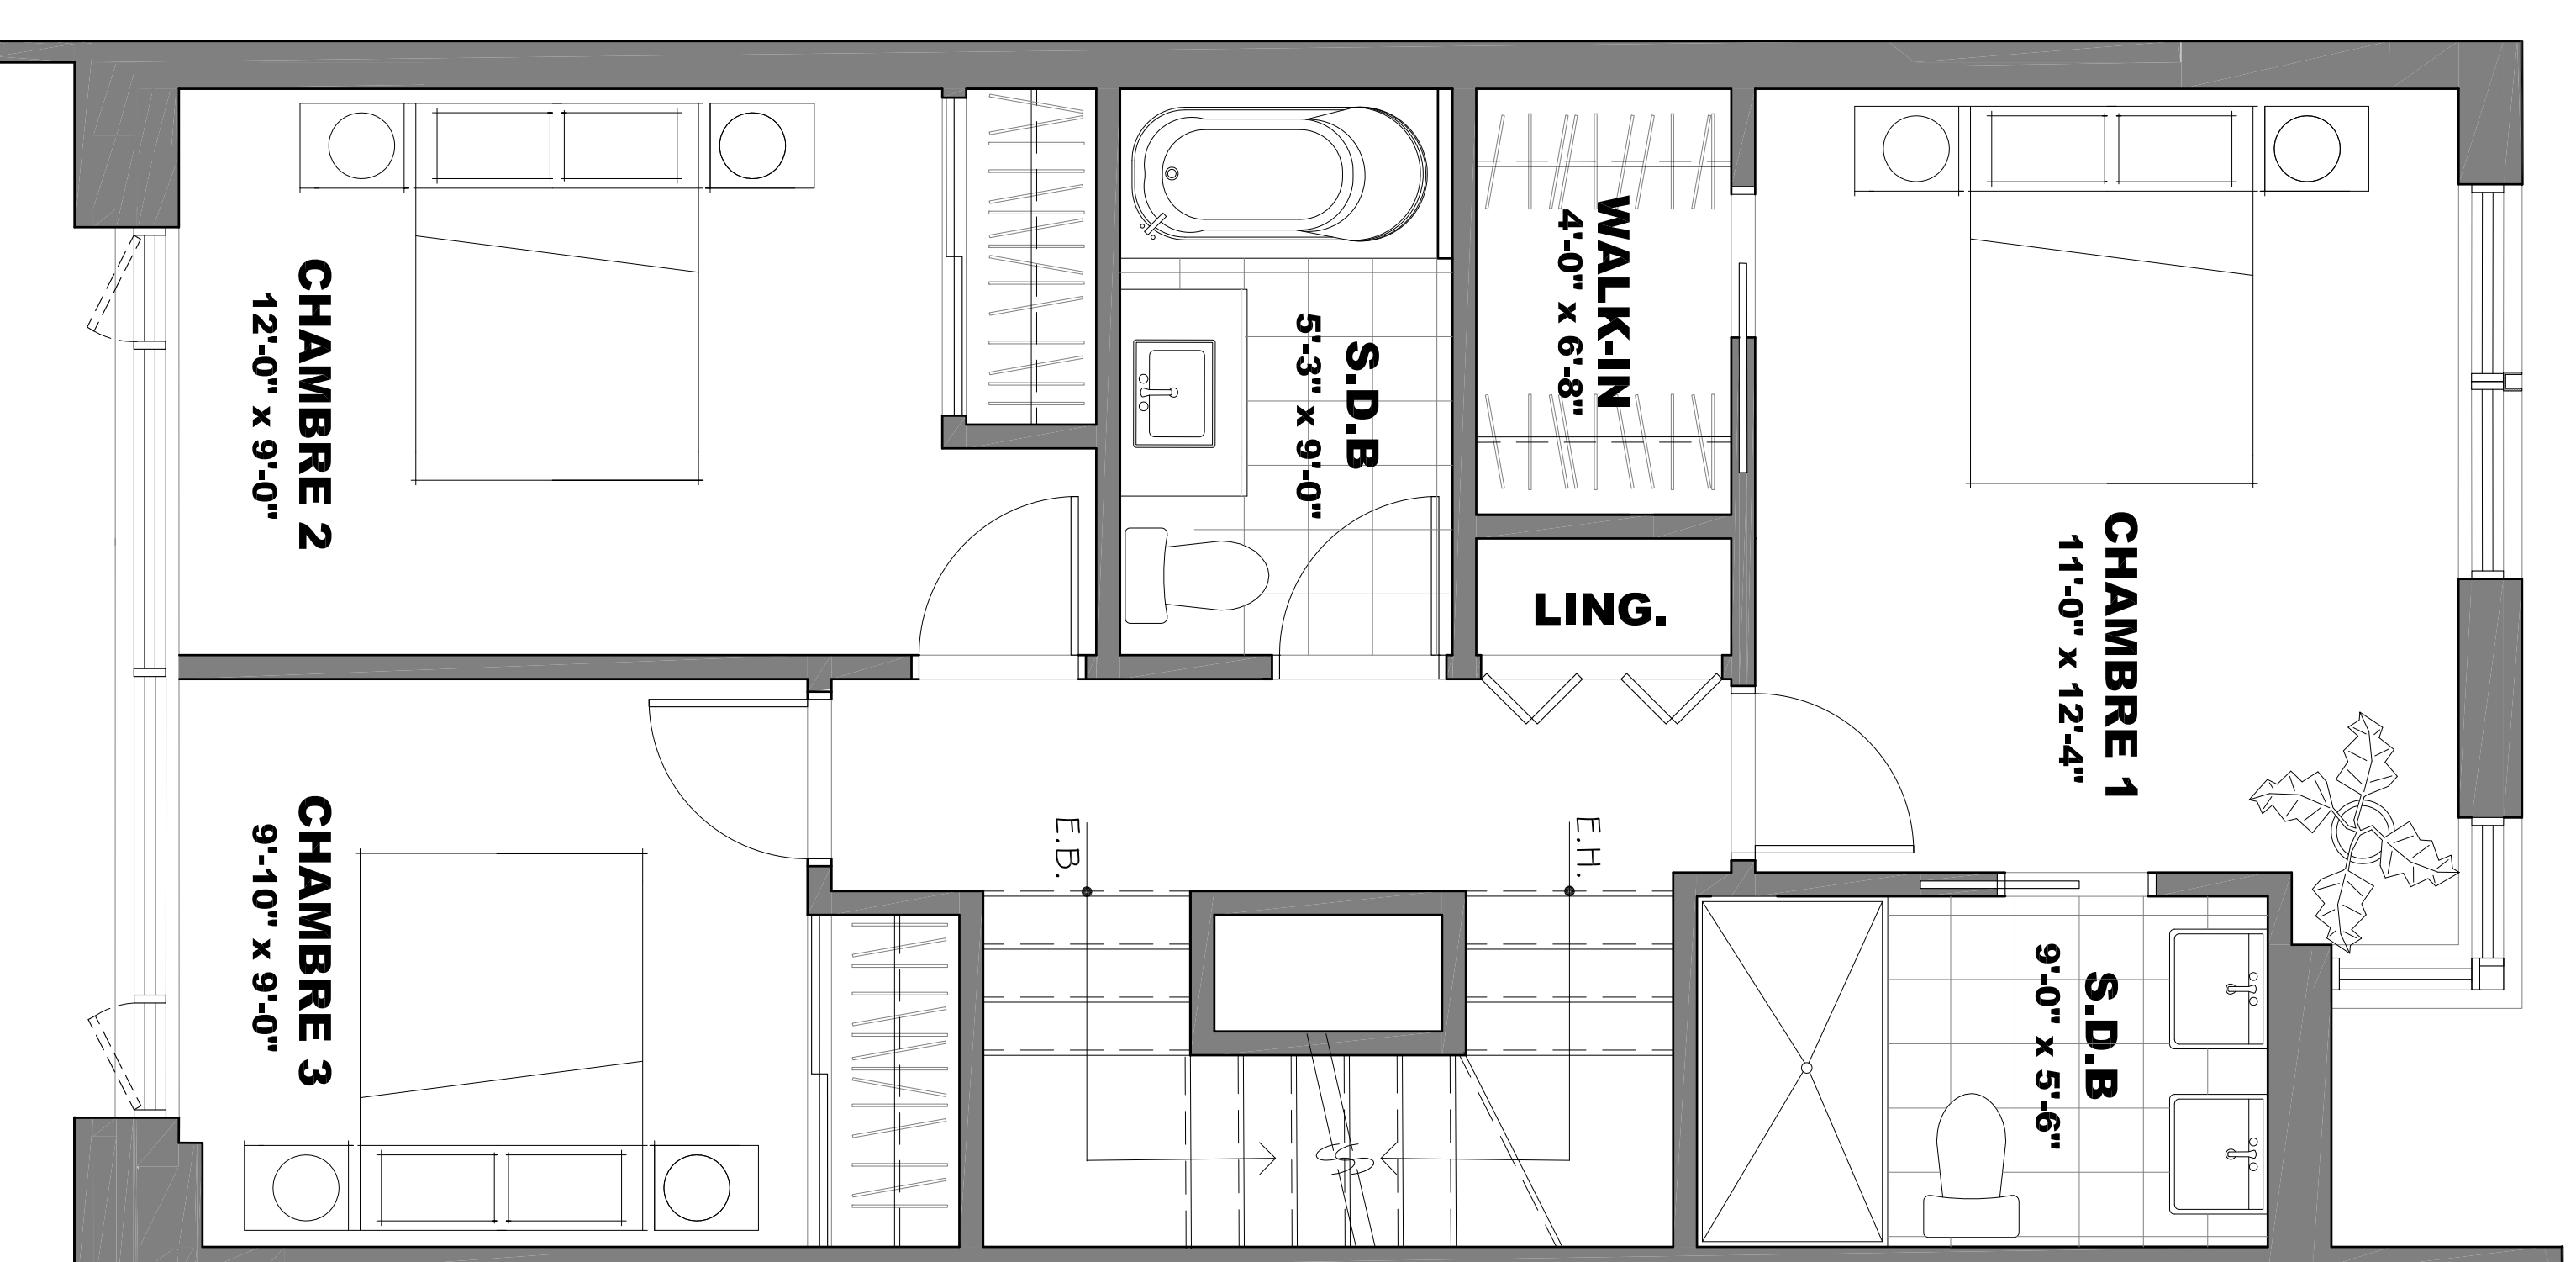 CHAMBRE 2
12'-0" x 9'-0"
S.D.B
5'-3" x 9'-0"
WALK-IN
4'-0" x 6'-8"
LING.
CHAMBRE 1
11'-0" x 12'-4"
CHAMBRE 3
9'-10" x 9'-0"
E.B.
E.H.
S.D.B
9'-0" x 5'-6"